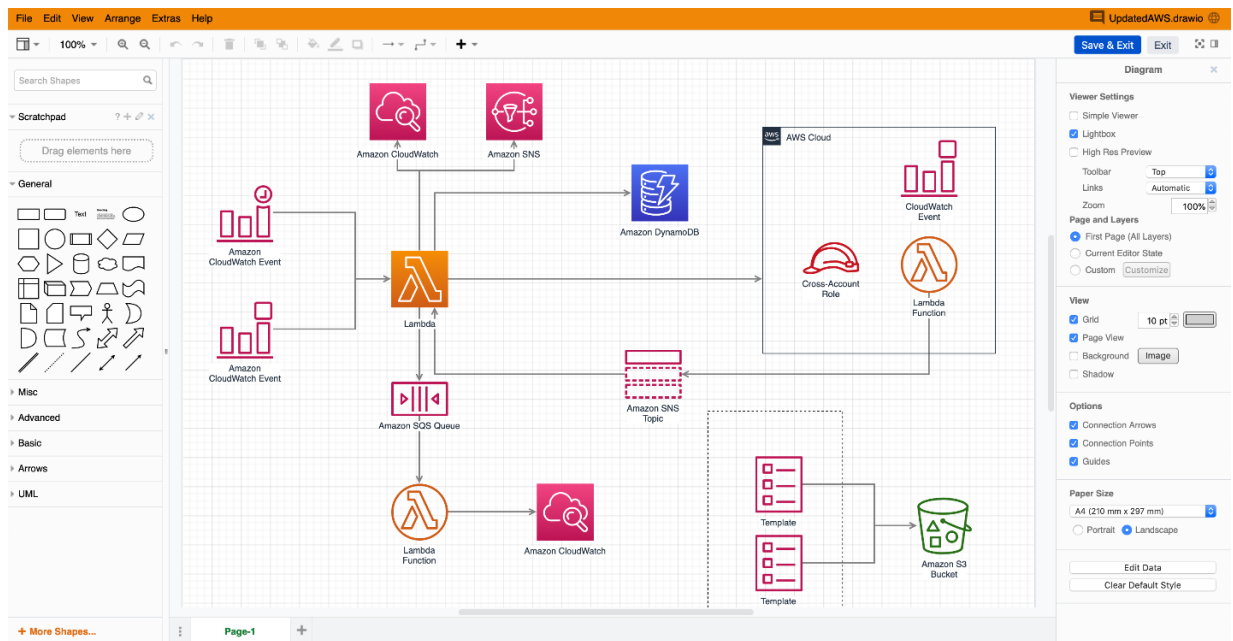 File Edit View Arrange Extras Help
UpdatedAWS.drawio
100%
Save & Exit
Exit
Search Shapes
Scratchpad
?
Drag elements here
General
Text
Misc
Advanced
Basic
Arrows
UML
+ More Shapes...
Amazon CloudWatch
Amazon SNS
Amazon
CloudWatch Event
Amazon DynamoDB
aws
AWS Cloud
CloudWatch
Event
Cross-Account
Role
Lambda
Function
Lambda
Amazon
CloudWatch Event
Amazon SQS Queue
Amazon SNS
Topic
Lambda
Function
Amazon CloudWatch
Template
Template
Amazon S3
Bucket
Page-1
Diagram
Viewer Settings
Simple Viewer
Lightbox
High Res Preview
Toolbar
Top
Links
Automatic
Zoom
100%
Page and Layers
First Page (All Layers)
Current Editor State
Custom
Customize
View
Grid
10 pt
Page View
Background
Image
Shadow
Options
Connection Arrows
Connection Points
Guides
Paper Size
A4 (210 mm x 297 mm)
Portrait
Landscape
Edit Data
Clear Default Style